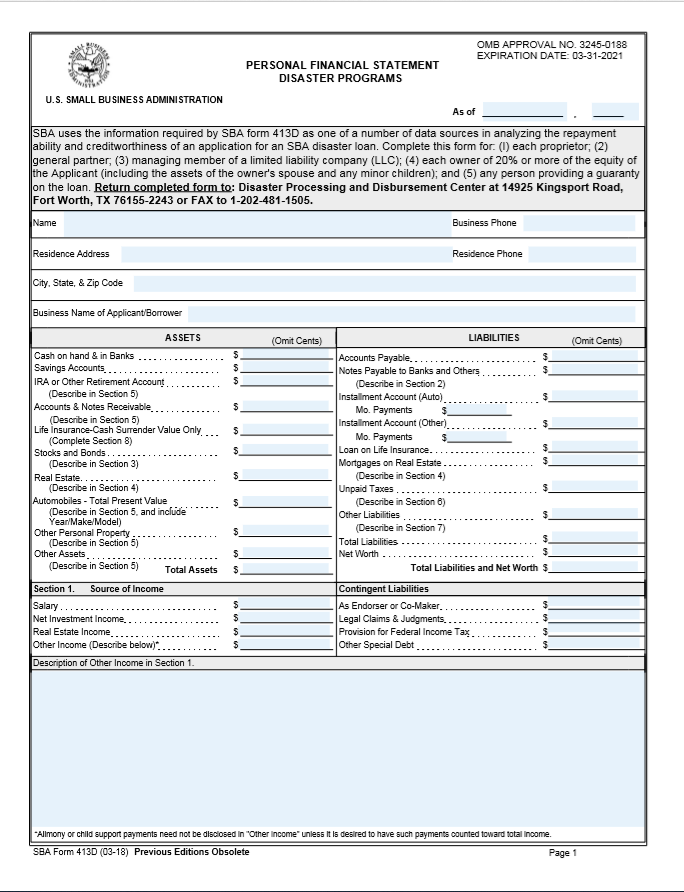 OMB APPROVAL NO. 3245-0188
EXPIRATION DATE: 03-31-2021
PERSONAL FINANCIAL STATEMENT
DISASTER PROGRAMS
U.S. SMALL BUSINESS ADMINISTRATION
As of ,
SBA uses the information required by SBA form 413D as one of a number of data sources in analyzing the repayment
ability and creditworthiness of an application for an SBA disaster loan. Complete this form for: (I) each proprietor; (2)
general partner; (3) managing member of a limited liability company (LLC); (4) each owner of 20% or more of the equity of
the Applicant (including the assets of the owner's spouse and any minor children); and (5) any person providing a guaranty
on the loan. Return completed form to: Disaster Processing and Disbursement Center at 14925 Kingsport Road,
Fort Worth, TX 76155-2243 or FAX to 1-202-481-1505.
Name Business Phone
Residence Address Residence Phone
City, State, & Zip Code
Business Name of Applicant/Borrower
ASSETS (Omit Cents)
Cash on hand & in Banks $
Savings Accounts $
IRA or Other Retirement Account $
(Describe in Section 5)
Accounts & Notes Receivable $
(Describe in Section 5)
Life Insurance-Cash Surrender Value Only $
(Complete Section 8)
Stocks and Bonds $
(Describe in Section 3)
Real Estate $
(Describe in Section 4)
Automobiles - Total Present Value $
(Describe in Section 5, and include
Year/Make/Model)
Other Personal Property $
(Describe in Section 5)
Other Assets $
(Describe in Section 5)
Total Assets $
LIABILITIES (Omit Cents)
Accounts Payable $
Notes Payable to Banks and Others $
(Describe in Section 2)
Installment Account (Auto) $
Mo. Payments $
Installment Account (Other) $
Mo. Payments $
Loan on Life Insurance $
Mortgages on Real Estate $
(Describe in Section 4)
Unpaid Taxes $
(Describe in Section 6)
Other Liabilities $
(Describe in Section 7)
Total Liabilities $
Net Worth $
Total Liabilities and Net Worth $
Section 1. Source of Income
Salary $
Net Investment Income $
Real Estate Income $
Other Income (Describe below)* $
Contingent Liabilities
As Endorser or Co-Maker $
Legal Claims & Judgments $
Provision for Federal Income Tax $
Other Special Debt $
Description of Other Income in Section 1.
*Alimony or child support payments need not be disclosed in "Other Income" unless it is desired to have such payments counted toward total income.
SBA Form 413D (03-18) Previous Editions Obsolete Page 1